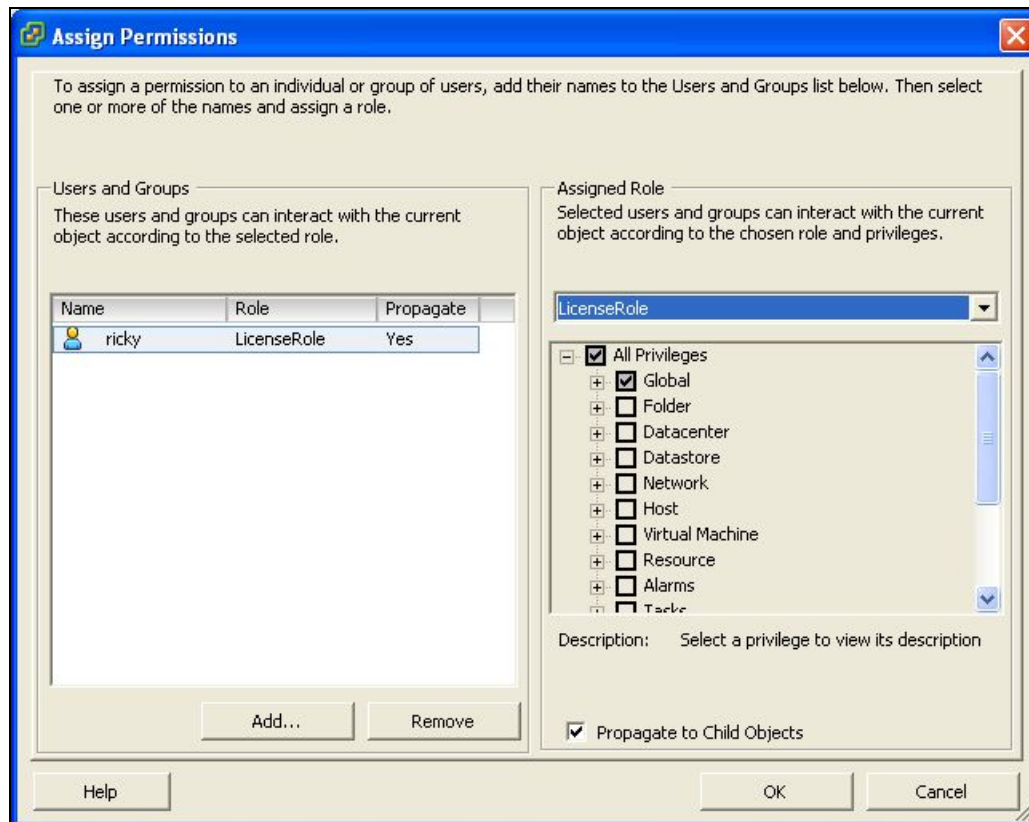 Assign Permissions
To assign a permission to an individual or group of users, add their names to the Users and Groups list below. Then select
one or more of the names and assign a role.
Users and Groups
These users and groups can interact with the current
object according to the selected role.
Name Role Propagate
ricky LicenseRole Yes
Add...
Remove
Assigned Role
Selected users and groups can interact with the current
object according to the chosen role and privileges.
LicenseRole
All Privileges
Global
Folder
Datacenter
Datastore
Network
Host
Virtual Machine
Resource
Alarms
Tasks
Description: Select a privilege to view its description
Propagate to Child Objects
Help
OK
Cancel